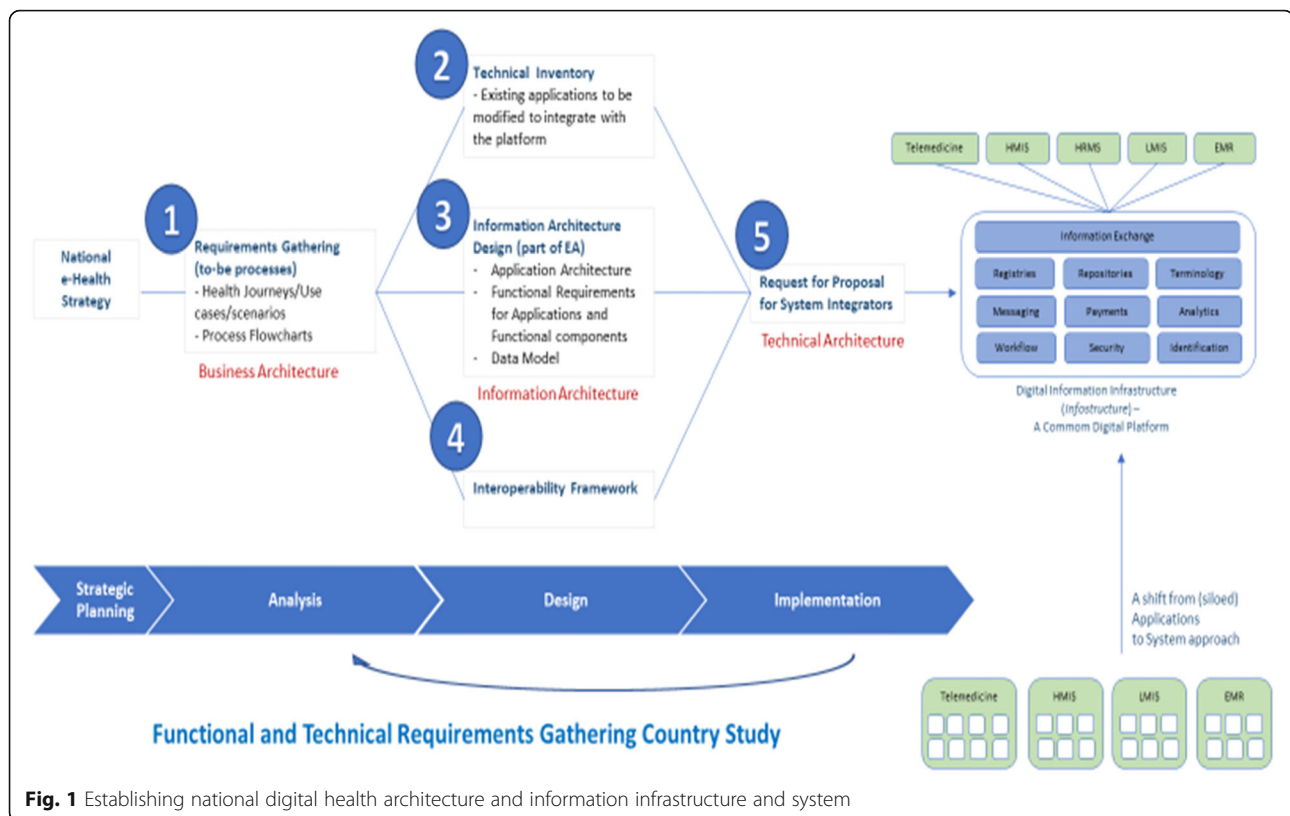 National
e-Health
Strategy
1
Requirements Gathering
(to-be processes)
- Health Journeys/Use
cases/scenarios
- Process Flowcharts
Business Architecture
2
Technical Inventory
- Existing applications to be
modified to integrate with
the platform
3
Information Architecture
Design (part of EA)
- Application Architecture
- Functional Requirements
for Applications and
Functional components
- Data Model
Information Architecture
4
Interoperability Framework
5
Request for Proposal
for System Integrators
Technical Architecture
Telemedicine
HMIS
HRMS
LMIS
EMR
Information Exchange
Registries
Repositories
Terminology
Messaging
Payments
Analytics
Workflow
Security
Identification
Digital Information Infrastructure
(Infostructure) –
A Commom Digital Platform
Strategic
Planning
Analysis
Design
Implementation
A shift from (siloed)
Applications
to System approach
Telemedicine
HMIS
LMIS
EMR
Functional and Technical Requirements Gathering Country Study
Fig. 1 Establishing national digital health architecture and information infrastructure and system